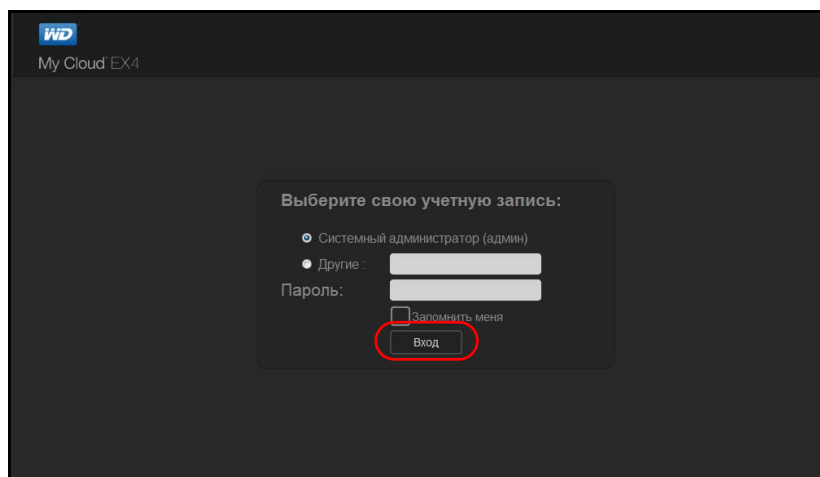 WD
My Cloud EX4
Выберите свою учетную запись:
Системный администратор (админ)
Другие :
Пароль:
Запомнить меня
Вход